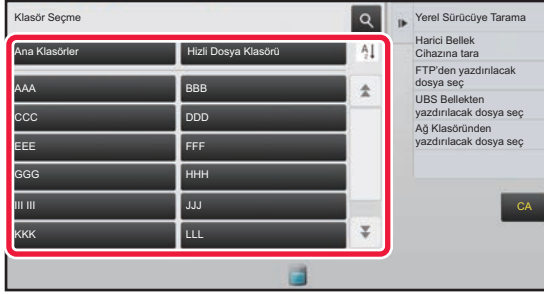 Klasör Seçme
Ana Klasörler
Hizli Dosya Klasörü
AAA
BBB
CCC
DDD
EEE
FFF
GGG
HHH
III III
JJJ
KKK
LLL
Yerel Sürücüye Tarama
Harici Bellek
Cihazına tara
FTP'den yazdırılacak
dosya seç
UBS Bellekten
yazdırılacak dosya seç
Ağ Klasöründen
yazdırılacak dosya seç
CA